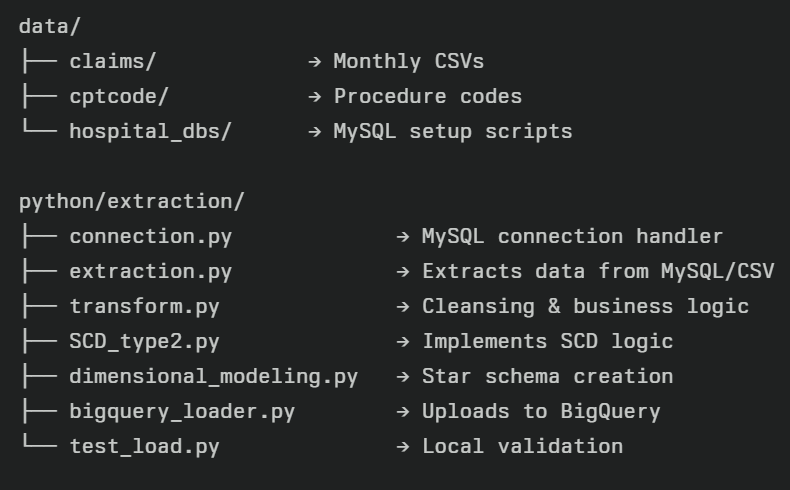 data/
├── claims/             → Monthly CSVs
├── cptcode/            → Procedure codes
└── hospital_dbs/       → MySQL setup scripts

python/extraction/
├── connection.py             → MySQL connection handler
├── extraction.py             → Extracts data from MySQL/CSV
├── transform.py              → Cleansing & business logic
├── SCD_type2.py              → Implements SCD logic
├── dimensional_modeling.py   → Star schema creation
├── bigquery_loader.py        → Uploads to BigQuery
└── test_load.py              → Local validation